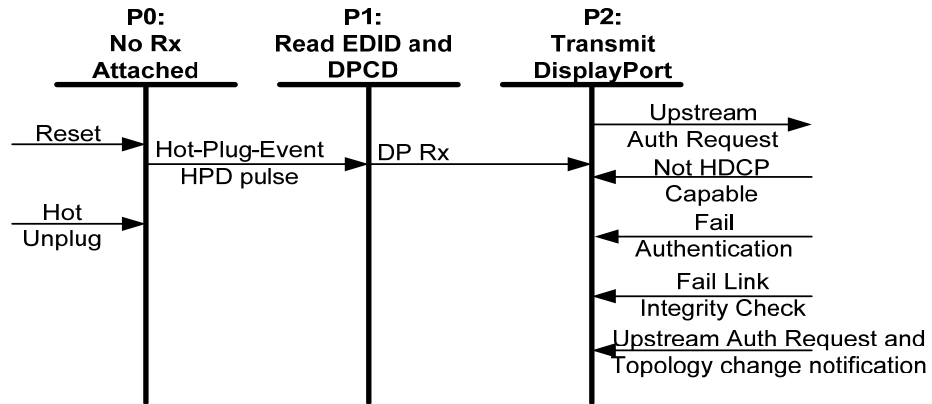 P0:
No Rx
Attached
P1:
Read EDID and
DPCD
P2:
Transmit
DisplayPort
Reset
Hot-Plug-Event
HPD pulse
DP Rx
Hot
Unplug
Upstream
Auth Request
Not HDCP
Capable
Fail
Authentication
Fail Link
Integrity Check
Upstream Auth Request and
Topology change notification